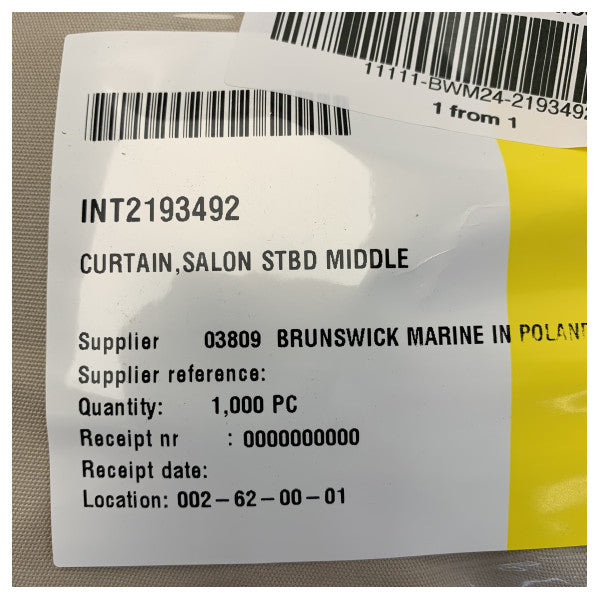 11111-BWM24-2193492
1 from 1
INT2193492
CURTAIN,SALON STBD MIDDLE
Supplier 03809 BRUNSWICK MARINE IN POLAND
Supplier reference:
Quantity: 1,000 PC
Receipt nr : 0000000000
Receipt date:
Location: 002-62-00-01